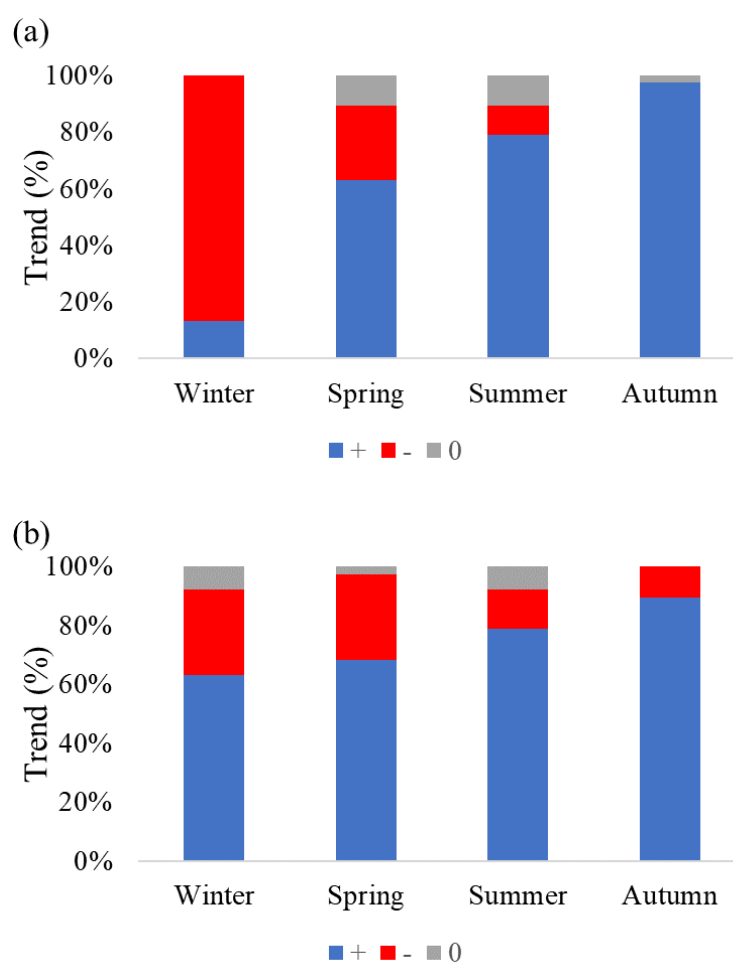 (a)
Trend (%)
100%
80%
60%
40%
20%
0%
Winter Spring Summer Autumn
+ - 0
(b)
Trend (%)
100%
80%
60%
40%
20%
0%
Winter Spring Summer Autumn
+ - 0